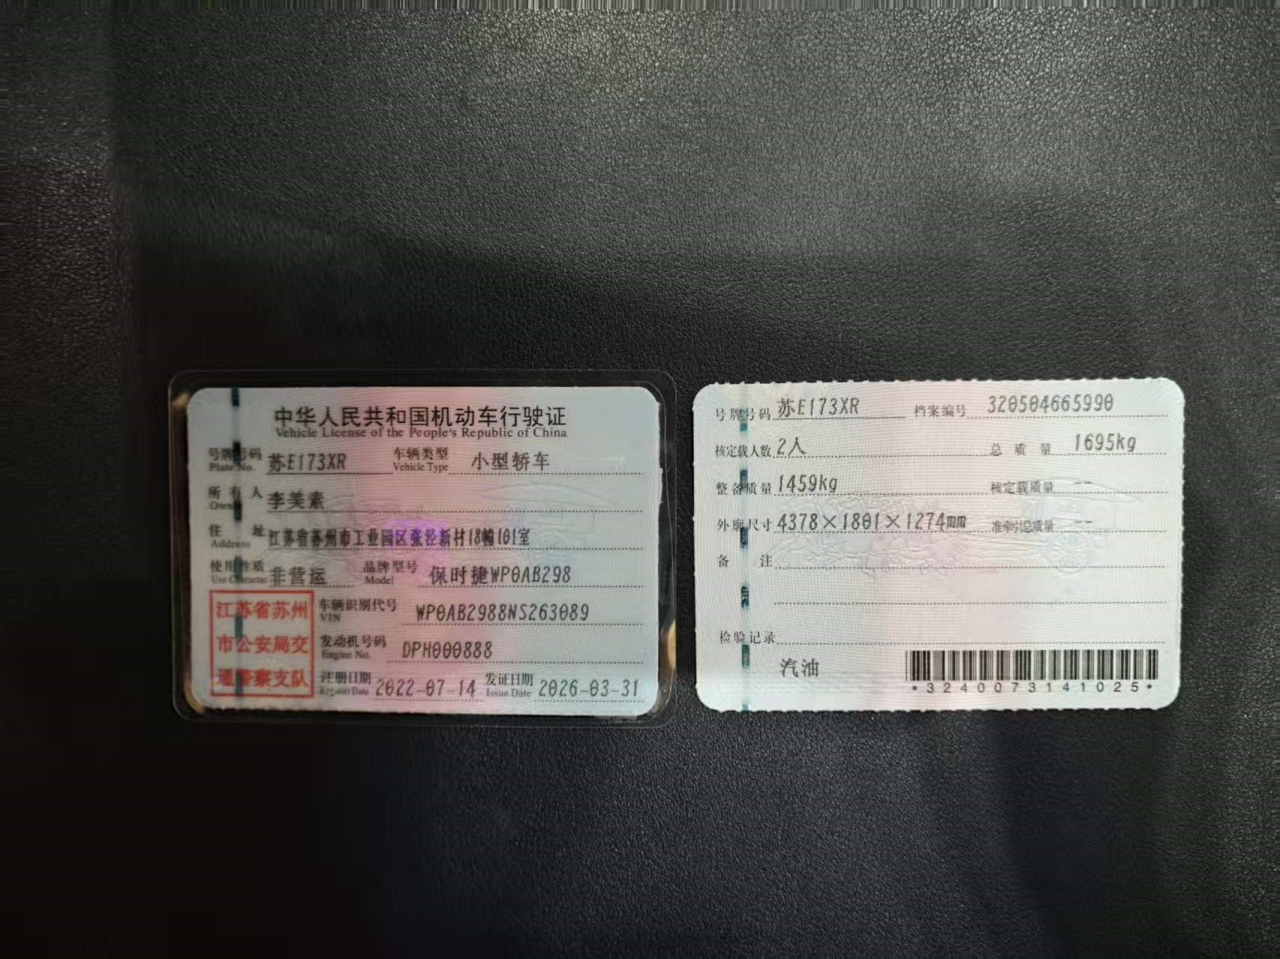 中华人民共和国机动车行驶证
Vehicle License of the People's Republic of China
号牌号码 Plate No. 苏E173XR 车辆类型 Vehicle Type 小型轿车
所有人 Owner 李美素
住址 Address 江苏省苏州市工业园区张泾新村18幢101室
使用性质 Use Character 非营运 品牌型号 Model 保时捷WP0AB298
江苏省苏州
市公安局交
通警察支队
车辆识别代号 VIN WP0AB2988NS263089
发动机号码 Engine No. DPH000888
注册日期 Register Date 2022-07-14 发证日期 Issue Date 2026-03-31
号牌号码 苏E173XR 档案编号 320504665990
核定载人数 2人 总质量 1695kg
整备质量 1459kg 核定载质量 --
外廓尺寸 4378×1801×1274mm 准牵引总质量 --
备注
检验记录
汽油
*3240073141025*